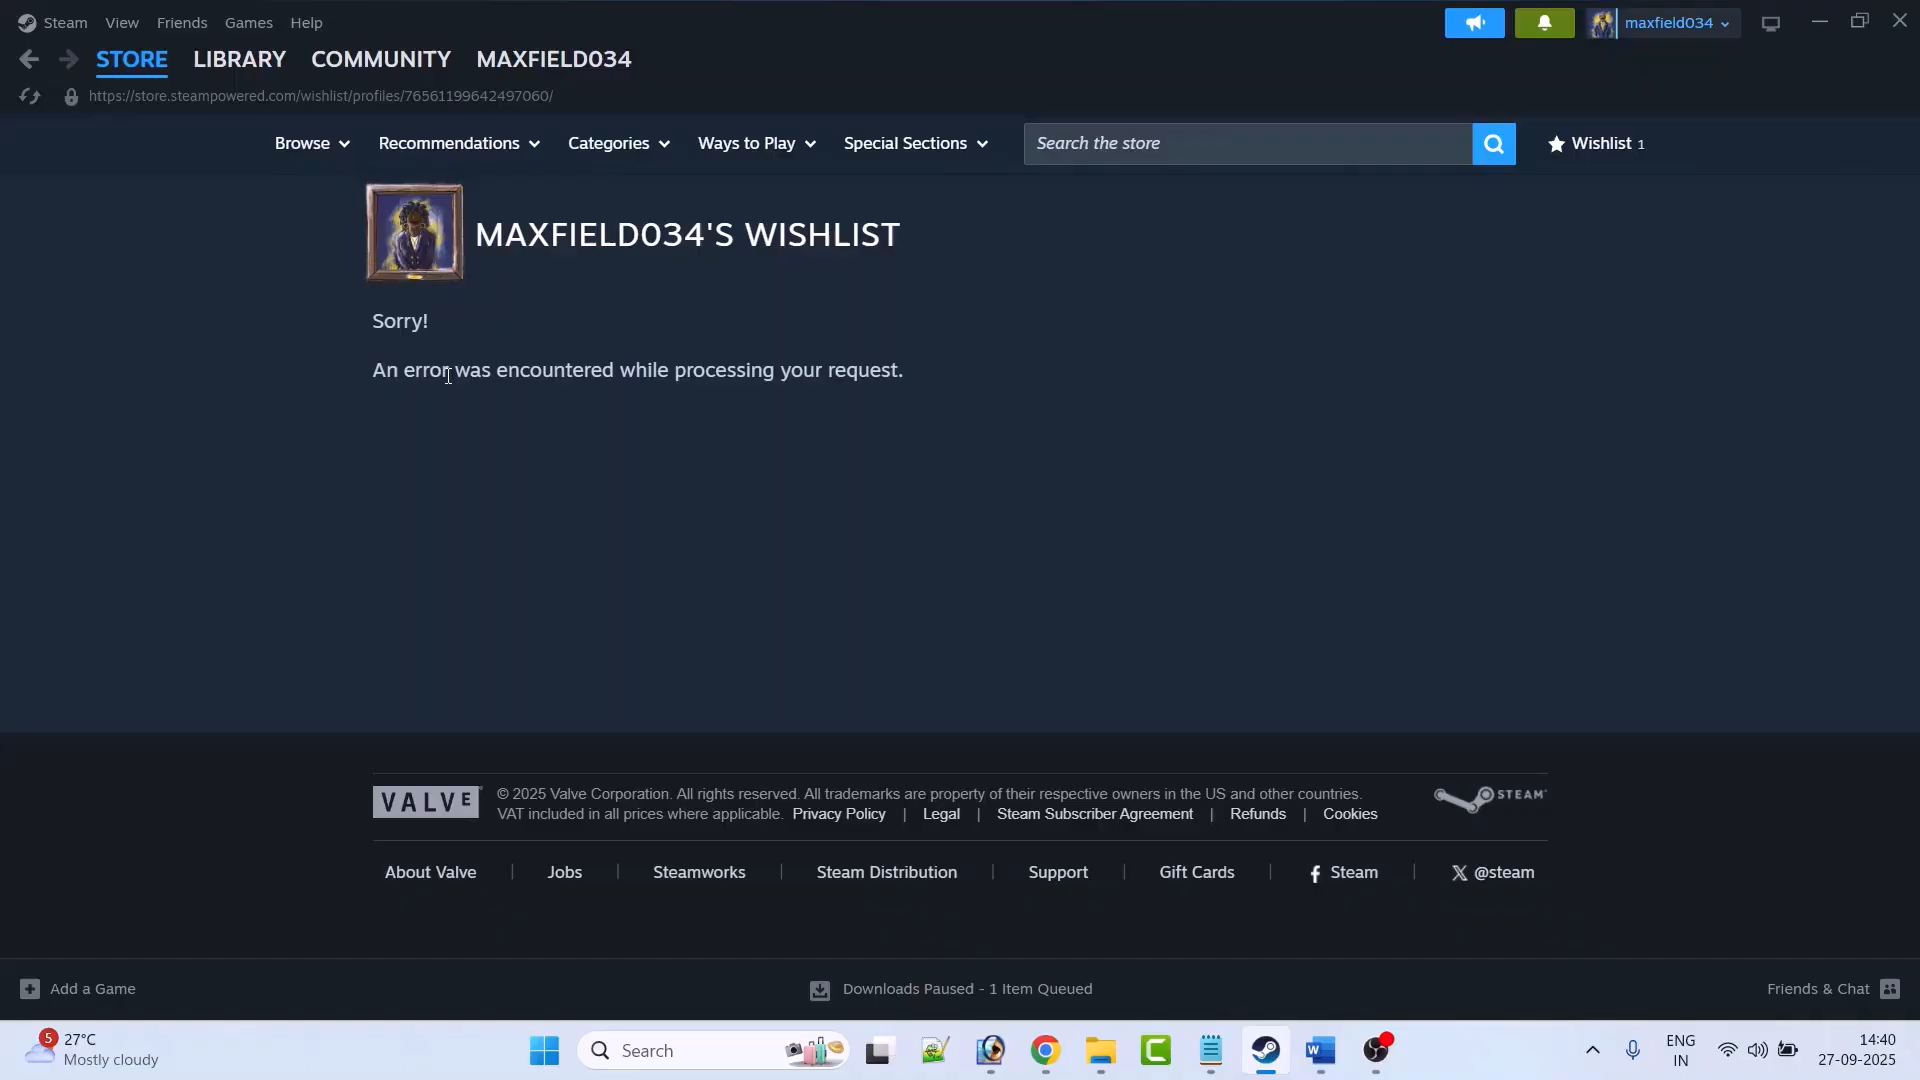 Steam View Friends Games Help
maxfield034
STORE LIBRARY COMMUNITY MAXFIELD034
https://store.steampowered.com/wishlist/profiles/76561199642497060/
Browse Recommendations Categories Ways to Play Special Sections Search the store Wishlist 1
MAXFIELD034'S WISHLIST
Sorry!
An error was encountered while processing your request.
VALVE © 2025 Valve Corporation. All rights reserved. All trademarks are property of their respective owners in the US and other countries. STEAM
VAT included in all prices where applicable. Privacy Policy | Legal | Steam Subscriber Agreement | Refunds | Cookies
About Valve | Jobs | Steamworks | Steam Distribution | Support | Gift Cards | Steam | @steam
Add a Game Downloads Paused - 1 Item Queued Friends & Chat
5 27°C
Mostly cloudy
Search
ENG
IN
14:40
27-09-2025